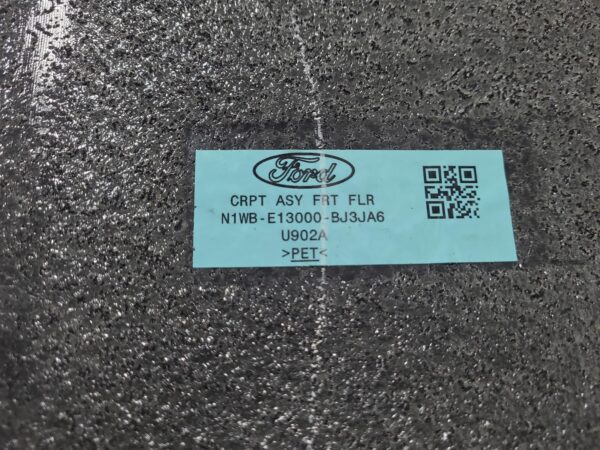 Ford
CRPT ASY FRT FLR
N1WB-E13000-BJ3JA6
U902A
>PET<